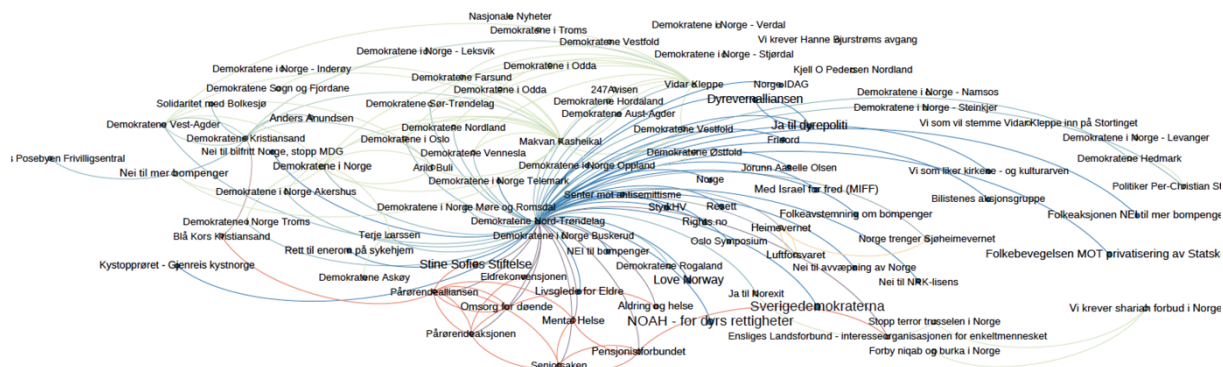 Nasjonale Nyheter
Demokratene i Troms
Demokratene i Norge - Verdal
Vi krever Hanne Bjurstrøms avgang
Demokratene Vestfold
Demokratene i Norge - Leksvik
Demokratene i Norge - Stjørdal
Demokratene i Odda
Demokratene i Norge - Inderøy
Kjell O Pedersen Nordland
Demokratene Farsund
Vidar Kleppe
Norge IDAG
Demokratene Sogn og Fjordane
Demokratene i Odda
247Avisen
Demokratene i Norge - Namsos
Dyrevernalliansen
Solidaritet med Bolkesjø
Demokratene Sør-Trøndelag
Demokratene Hordaland
Demokratene i Norge - Steinkjer
Demokratene Aust-Agder
Anders Anundsen
Demokratene Vest-Agder
Demokratene Nordland
Demokratene Vestfold
Ja til dyrepoliti
Vi som vil stemme Vidar Kleppe inn på Stortinget
Demokratene Kristiansand
Demokratene i Oslo
Makvan Kasheikal
Demokratene i Norge - Levanger
Nei til bilfritt Norge, stopp MDG
Demokratene Vennesla
Demokratene Østfold
s Posebyen Frivilligsentral
Demokratene Hedmark
Demokratene i Norge
Arild Buli
Demokratene i Norge Oppland
Jorunn Aaselle Olsen
Nei til mer bompenger
Vi som liker kirkene - og kulturarven
Demokratene i Norge Telemark
Norge
Politiker Per-Christian St
Demokratene i Norge Akershus
Senter mot antisemittisme
Med Israel for fred (MIFF)
Bilistenes aksjonsgruppe
Demokratene i Norge Møre og Romsdal
Resett
Folkeavstemning om bompenger
Folkeaksjonen NEI til mer bompenger
Demokratene i Norge Troms
Demokratene Nord-Trøndelag
Rights no
Heimevernet
Blå Kors Kristiansand
Terje Larssen
Demokratene i Norge Buskerud
Oslo Symposium
Norge trenger Sjøheimevernet
Rett til enerom på sykehjem
NEI til bompenger
Luftforsvaret
Folkebevegelsen MOT privatisering av Statsk
Kystopprøret - Gjenreis kystnorge
Stine Sofies Stiftelse
Demokratene Rogaland
Nei til avvæpning av Norge
Demokratene Askøy
Eldrekonvensjonen
Love Norway
Nei til NRK-lisens
Pårørendealliansen
Livsglede for Eldre
Ja til Norexit
Omsorg for døende
Aldring og helse
Sverigedemokraterna
Vi krever sharia forbud i Norge
Mental Helse
NOAH - for dyrs rettigheter
Stopp terror trusselen i Norge
Pårørendeaksjonen
Ensliges Landsforbund - interesseorganisasjonen for enkeltmennesket
Pensjonistforbundet
Forby niqab og burka i Norge
Seniorsaken